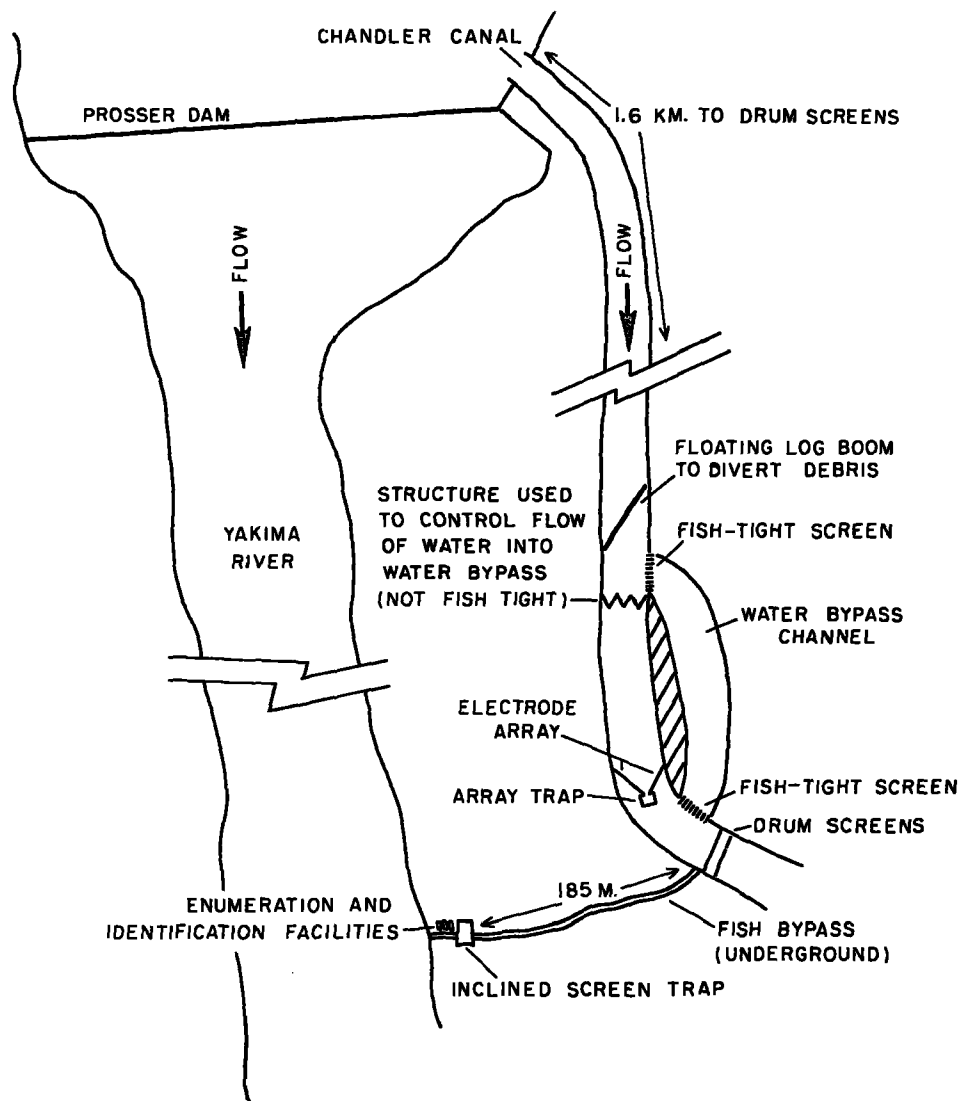 CHANDLER CANAL
PROSSER DAM
1.6 KM. TO DRUM SCREENS
FLOW
FLOW
FLOATING LOG BOOM
TO DIVERT DEBRIS
STRUCTURE USED
TO CONTROL FLOW
OF WATER INTO
WATER BYPASS
(NOT FISH TIGHT)
FISH-TIGHT SCREEN
YAKIMA
RIVER
WATER BYPASS
CHANNEL
ELECTRODE
ARRAY
ARRAY TRAP
FISH-TIGHT SCREEN
DRUM SCREENS
185 M.
ENUMERATION AND
IDENTIFICATION FACILITIES
FISH BYPASS
(UNDERGROUND)
INCLINED SCREEN TRAP